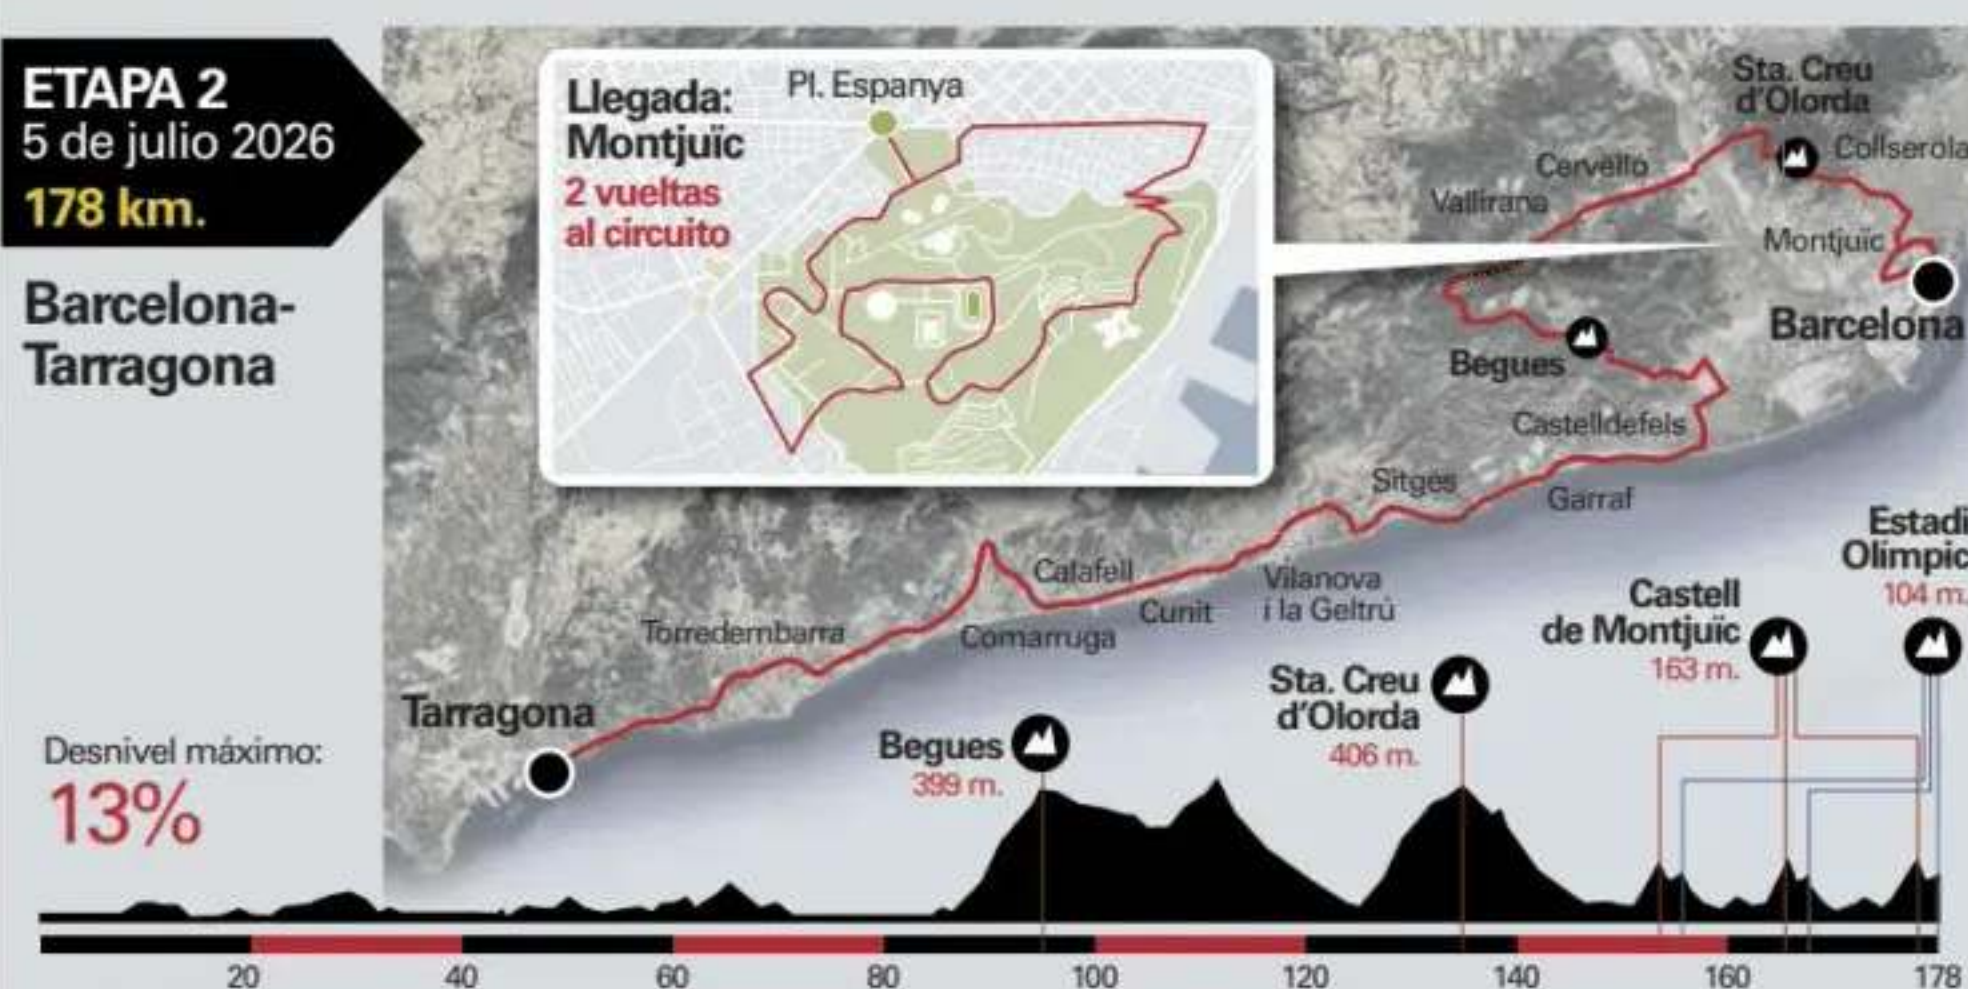 ETAPA 2
5 de julio 2026
178 km.
Barcelona-
Tarragona
Desnivel máximo:
13%
Llegada:
Montjuïc
2 vueltas
al circuito
Pl. Espanya
Sta. Creu
d'Olorda
Collserola
Cervelló
Vallirana
Montjuïc
Barcelona
Begues
Castelldefels
Sitges
Garraf
Calafell
Vilanova
i la Geltrú
Cunit
Comarruga
Torredembarra
Tarragona
Begues
399 m.
Sta. Creu
d'Olorda
406 m.
Castell
de Montjuïc
163 m.
Estadi
Olimpic
104 m.
20 40 60 80 100 120 140 160 178